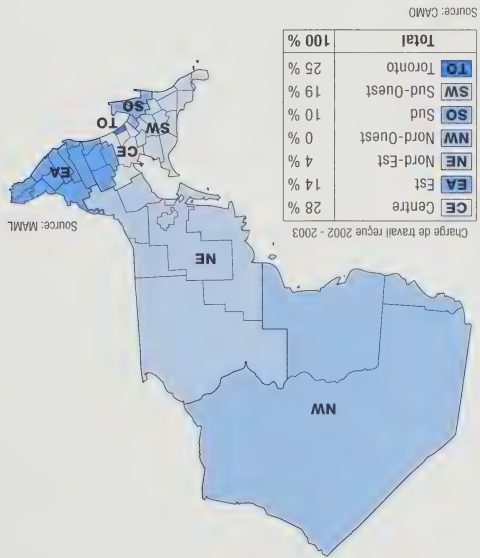 NW
NE
EA
CE
SW
TO
SO
Source: MAML
Charge de travail reçue 2002 - 2003
CE Centre 28 %
EA Est 14 %
NE Nord-Est 4 %
NW Nord-Ouest 0 %
SO Sud 10 %
SW Sud-Ouest 19 %
TO Toronto 25 %
Total 100 %
Source: CAMO